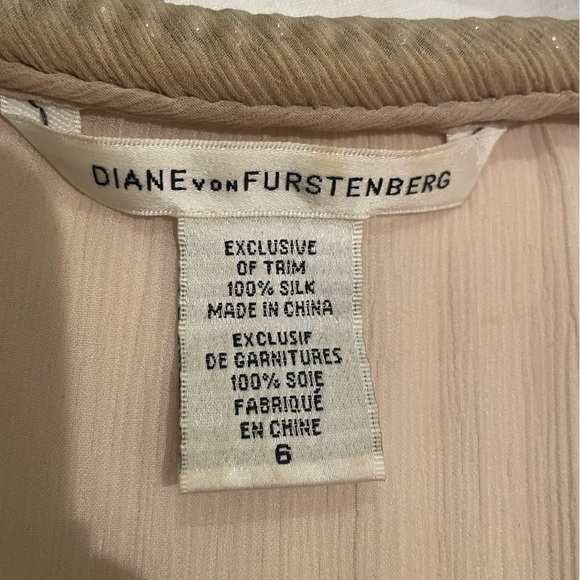 DIANE VON FURSTENBERG
EXCLUSIVE
OF TRIM
100% SILK
MADE IN CHINA
EXCLUSIF
DE GARNITURES
100% SOIE
FABRIQUÉ
EN CHINE
6